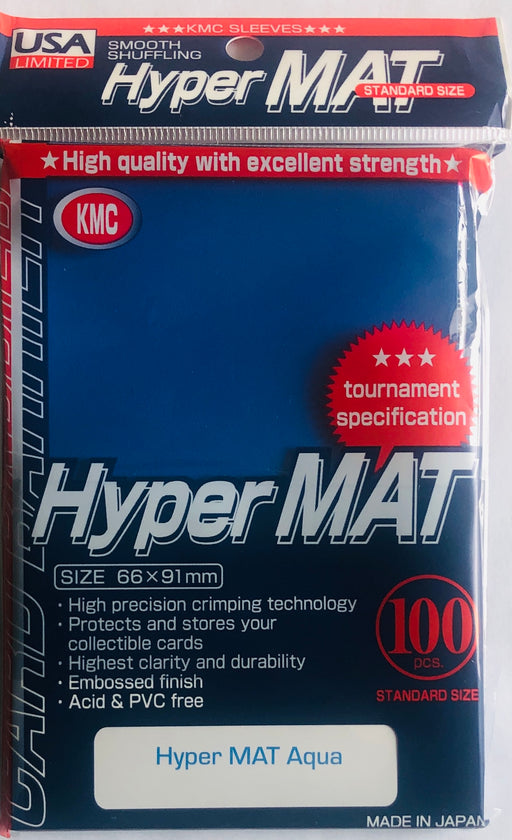 ★★★KMC SLEEVES★★★
USA
LIMITED
SMOOTH
SHUFFLING
Hyper MAT
STANDARD SIZE
★High quality with excellent strength★
KMC
★★★
tournament
specification
Hyper MAT
SIZE 66×91mm
・High precision crimping technology
・Protects and stores your
collectible cards
・Highest clarity and durability
・Embossed finish
・Acid & PVC free
100
pcs.
STANDARD SIZE
Hyper MAT Aqua
MADE IN JAPAN
CARD BARRIER